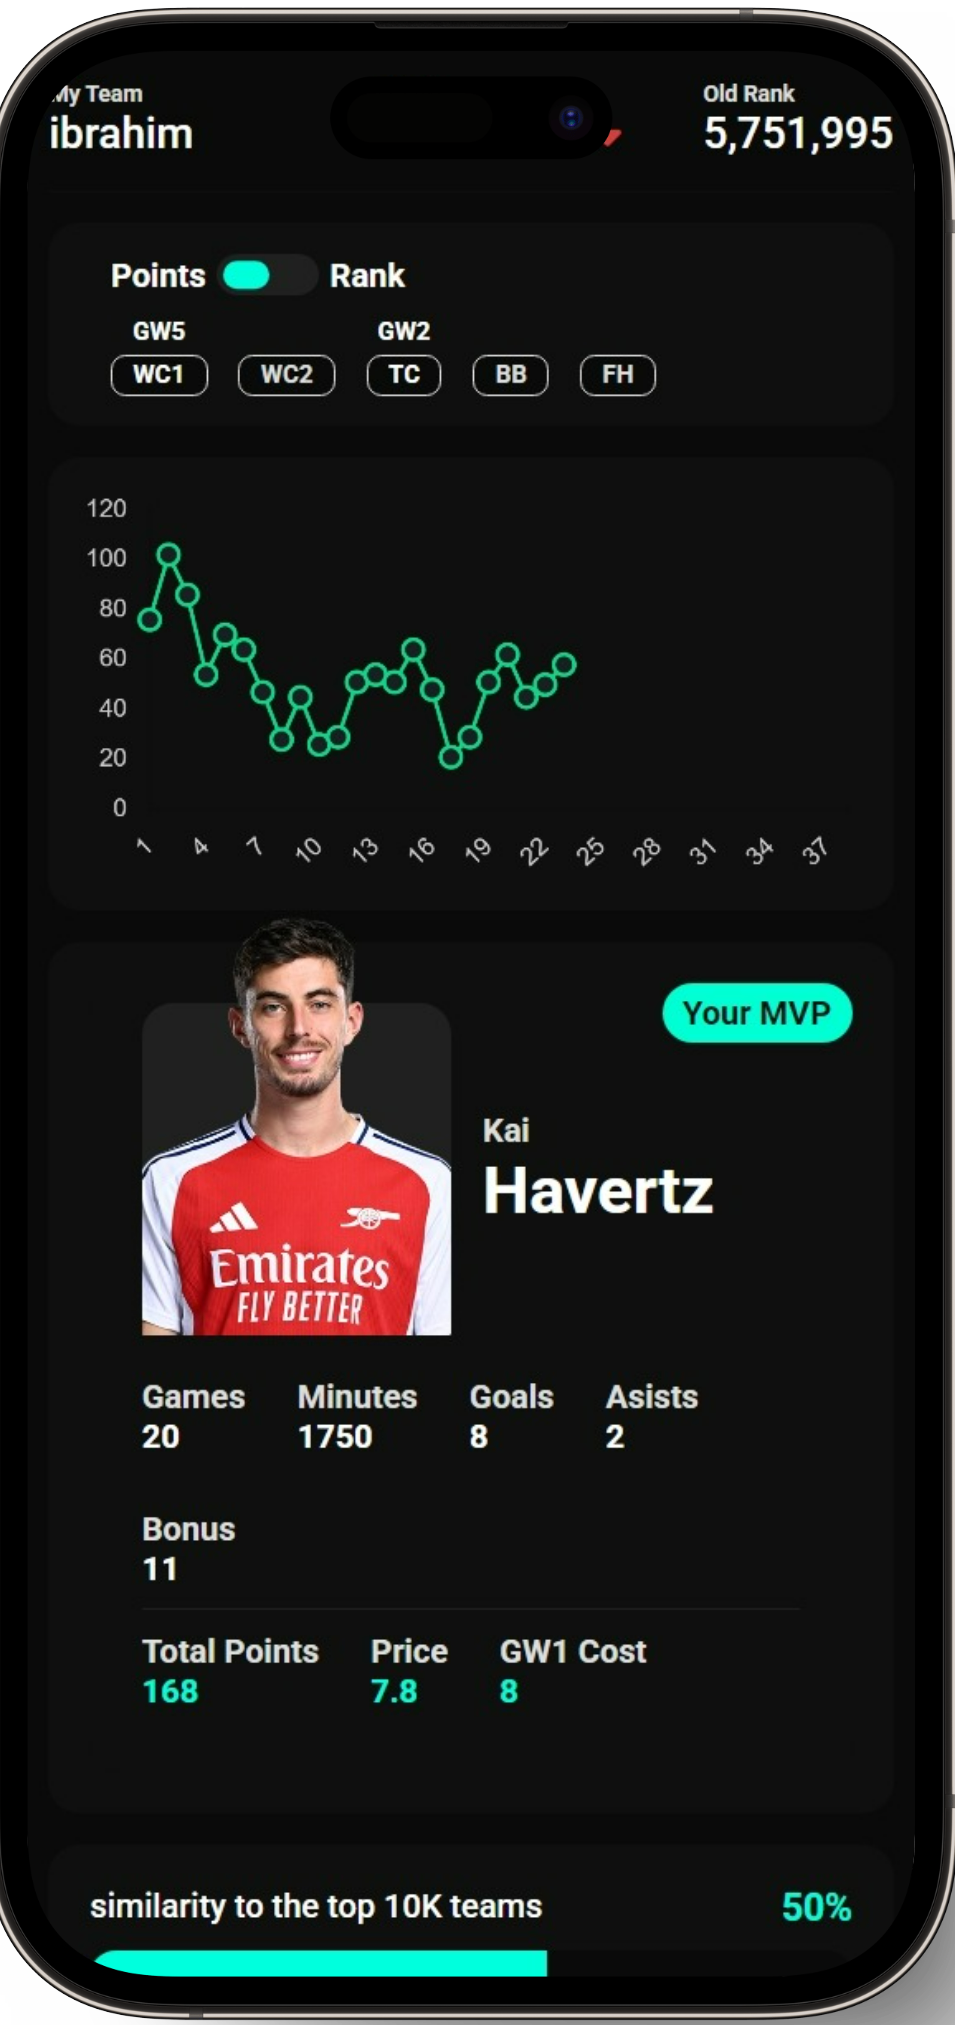 My Team
ibrahim
Old Rank
5,751,995
Points Rank
GW5 GW2
WC1 WC2 TC BB FH
120
100
80
60
40
20
0
1 4 7 10 13 16 19 22 25 28 31 34 37
Your MVP
Kai
Havertz
Emirates
FLY BETTER
Games Minutes Goals Asists
20 1750 8 2
Bonus
11
Total Points Price GW1 Cost
168 7.8 8
similarity to the top 10K teams 50%